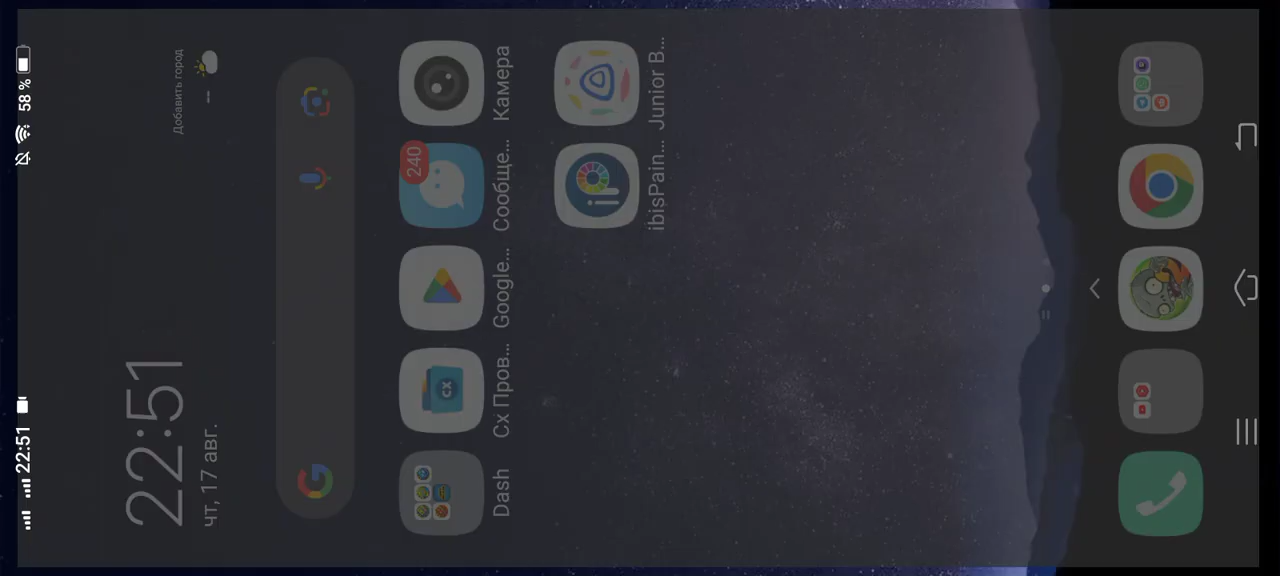 22:51
58 %
22:51
Добавить город
--
чт, 17 авг.
Dash
Сх Пров...
Google...
Сообще...
Камера
240
CX
ibisPain...
Junior B...